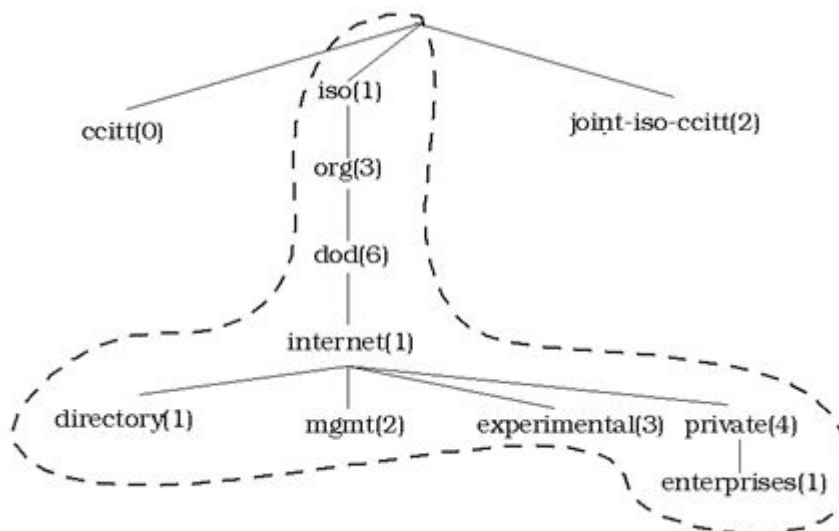 iso(1)
ccitt(0)
joint-iso-ccitt(2)
org(3)
dod(6)
internet(1)
directory(1)
mgmt(2)
experimental(3)
private(4)
enterprises(1)